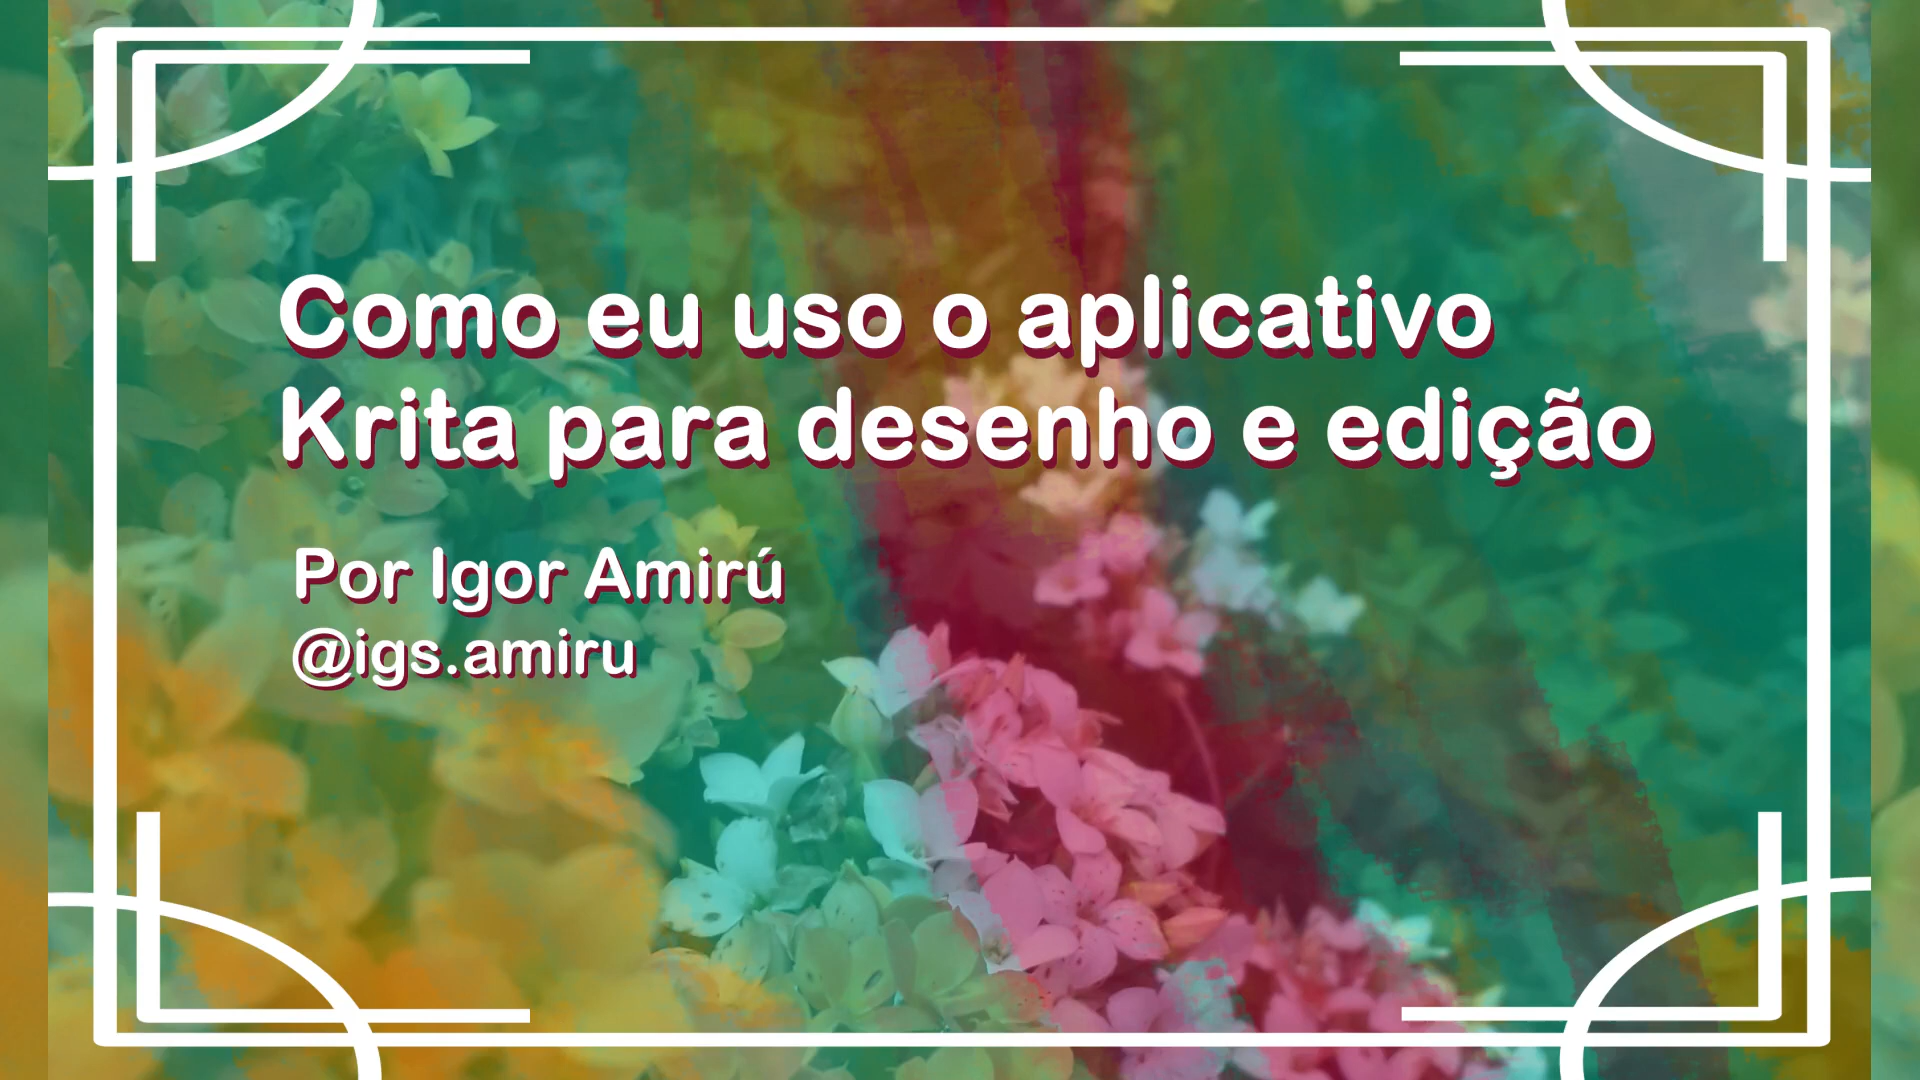 Como eu uso o aplicativo
Krita para desenho e edição
Por Igor Amirú
@igs.amiru